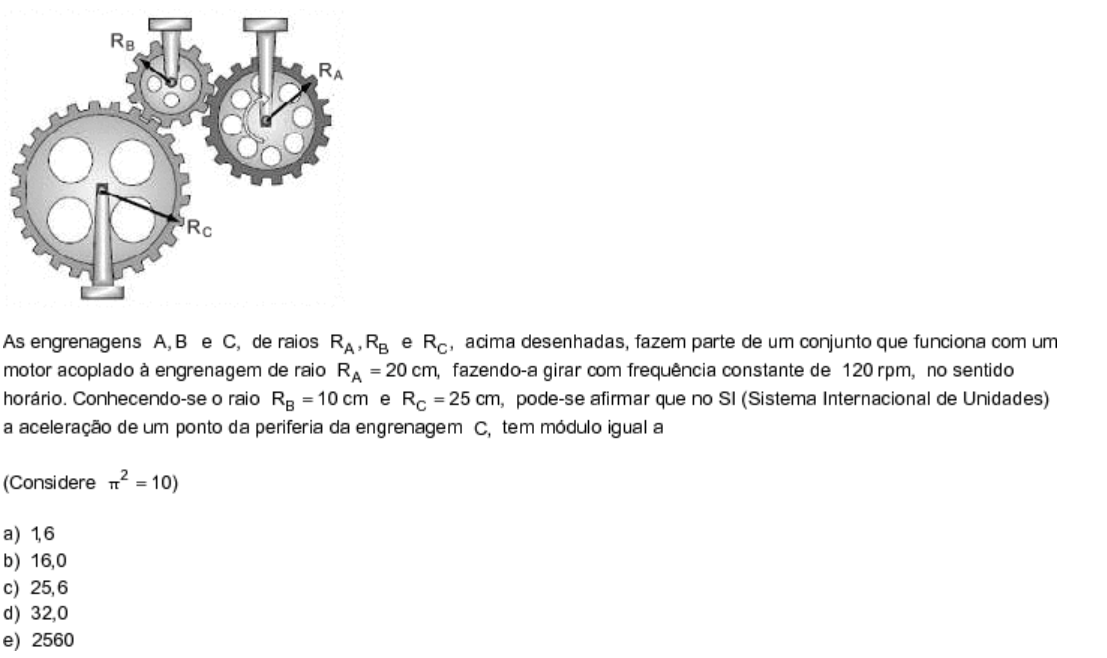 R_B
R_A
R_C
As engrenagens A, B e C, de raios R_A, R_B e R_C, acima desenhadas, fazem parte de um conjunto que funciona com um
motor acoplado à engrenagem de raio R_A = 20 cm, fazendo-a girar com frequência constante de 120 rpm, no sentido
horário. Conhecendo-se o raio R_B = 10 cm e R_C = 25 cm, pode-se afirmar que no SI (Sistema Internacional de Unidades)
a aceleração de um ponto da periferia da engrenagem C, tem módulo igual a
(Considere π² = 10)
a) 1,6
b) 16,0
c) 25,6
d) 32,0
e) 2560